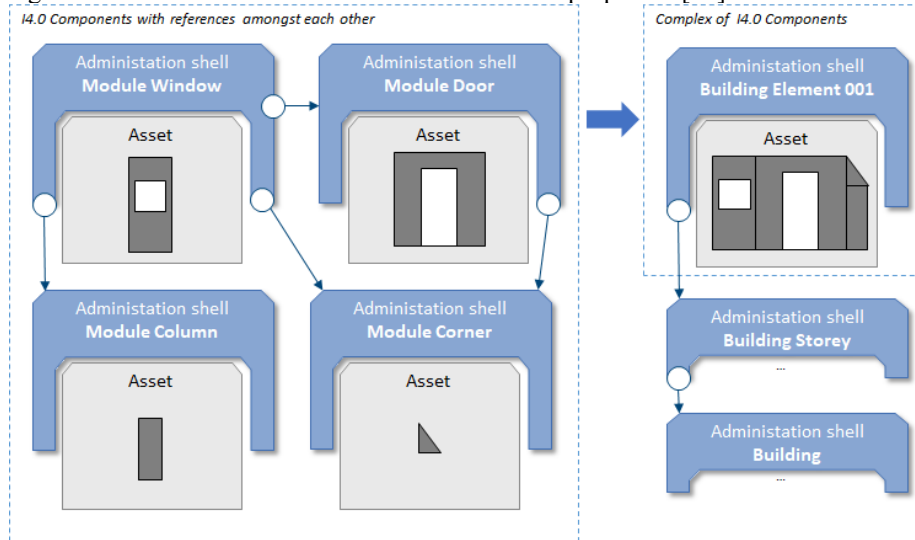 I4.0 Components with references amongst each other
Complex of I4.0 Components
Administation shell
Module Window
Asset
Administation shell
Module Door
Asset
Administation shell
Building Element 001
Asset
Administation shell
Module Column
Asset
Administation shell
Module Corner
Asset
Administation shell
Building Storey
...
Administation shell
Building
...